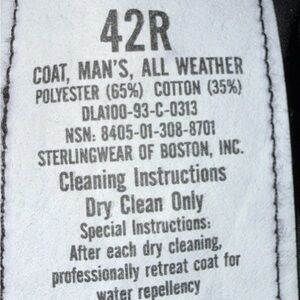 42R
COAT, MAN'S, ALL WEATHER
POLYESTER (65%) COTTON (35%)
DLA100-93-C-0313
NSN: 8405-01-308-8701
STERLINGWEAR OF BOSTON, INC.
Cleaning Instructions
Dry Clean Only
Special Instructions:
After each dry cleaning,
professionally retreat coat for
water repellency